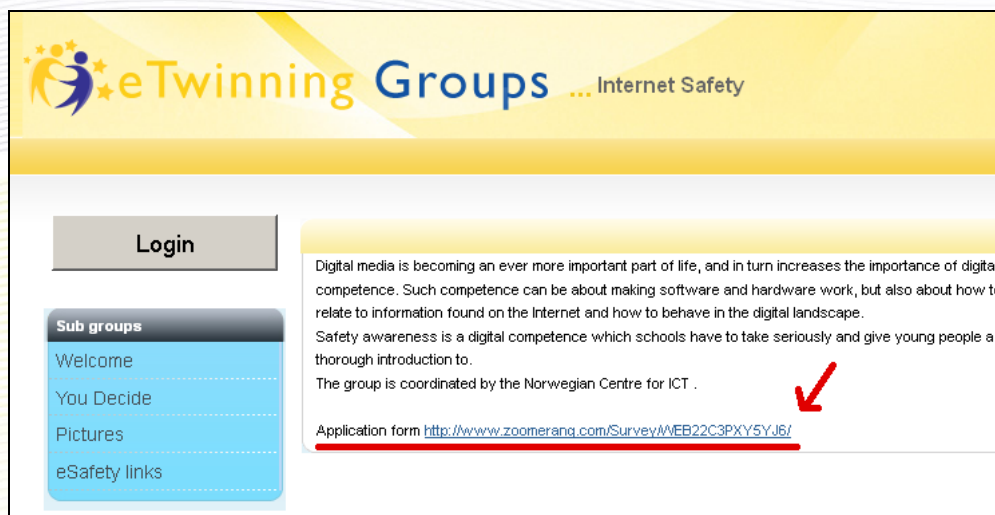 eTwinning Groups ... Internet Safety
Login
Sub groups
Welcome
You Decide
Pictures
eSafety links
Digital media is becoming an ever more important part of life, and in turn increases the importance of digita
competence. Such competence can be about making software and hardware work, but also about how to
relate to information found on the Internet and how to behave in the digital landscape.
Safety awareness is a digital competence which schools have to take seriously and give young people a
thorough introduction to.
The group is coordinated by the Norwegian Centre for ICT .
Application form http://www.zoomerang.com/Survey/WEB22C3PXY5YJ6/